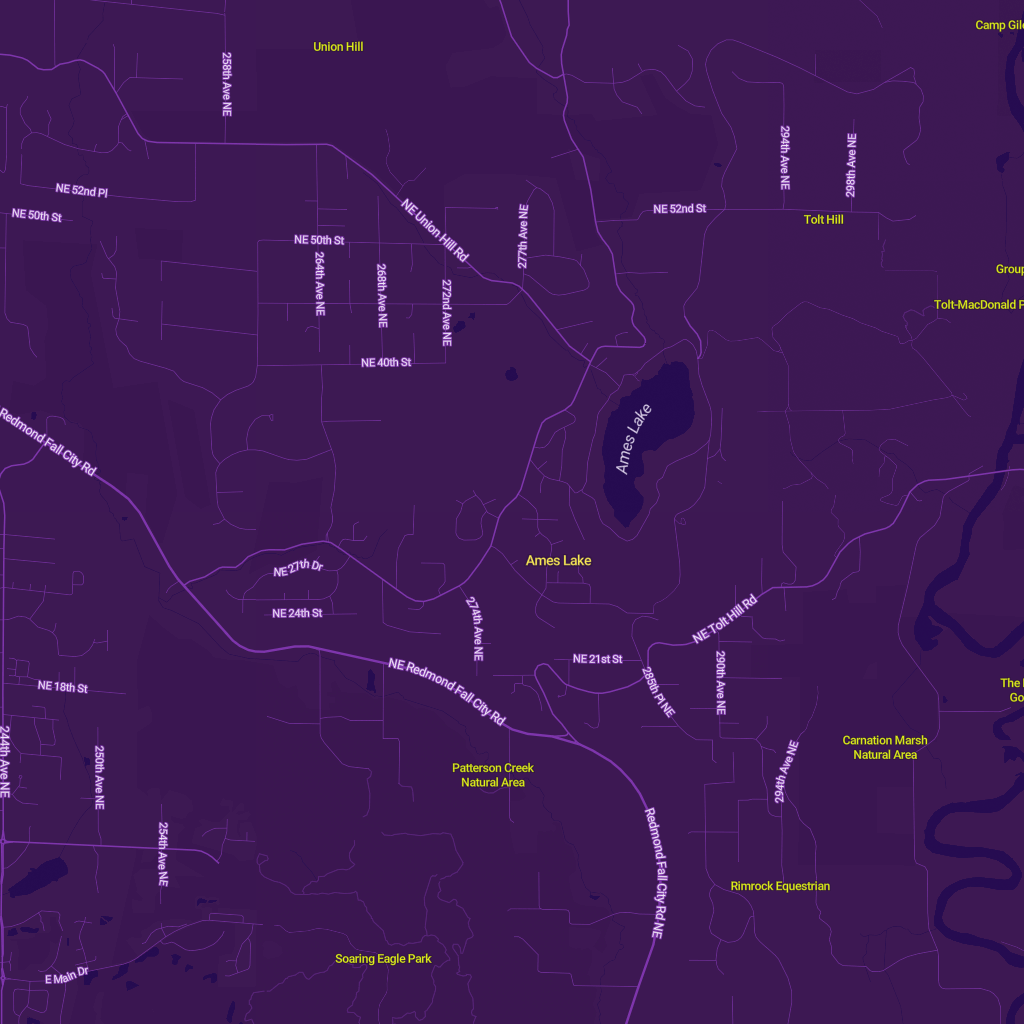 Camp Gil
Union Hill
258th Ave NE
294th Ave NE
298th Ave NE
NE 52nd Pl
NE 50th St
NE 52nd St
Tolt Hill
NE Union Hill Rd
277th Ave NE
NE 50th St
264th Ave NE
268th Ave NE
272nd Ave NE
Group
Tolt-MacDonald
NE 40th St
Redmond Fall City Rd
Ames Lake
Ames Lake
NE 27th Dr
NE 24th St
274th Ave NE
NE Tolt Hill Rd
NE 21st St
285th Pl NE
290th Ave NE
NE Redmond Fall City Rd
NE 18th St
The
Go
244th Ave NE
250th Ave NE
Patterson Creek
Natural Area
Carnation Marsh
Natural Area
294th Ave NE
254th Ave NE
Redmond Fall City Rd NE
Rimrock Equestrian
Soaring Eagle Park
E Main Dr